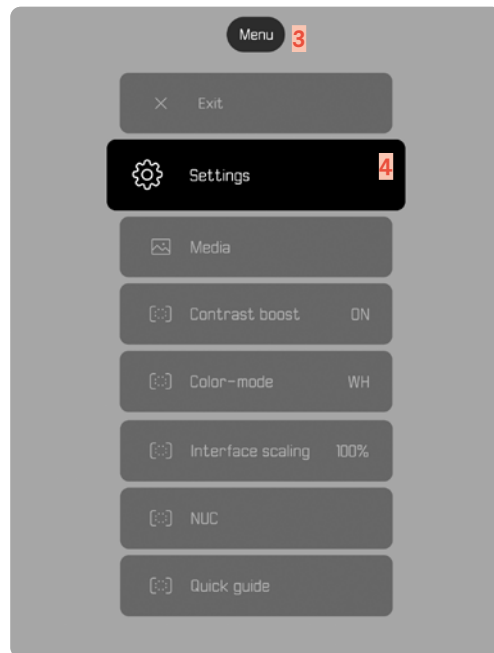 Menu 3
Exit
Settings 4
Media
Contrast boost ON
Color-mode WH
Interface scaling 100%
NUC
Quick guide